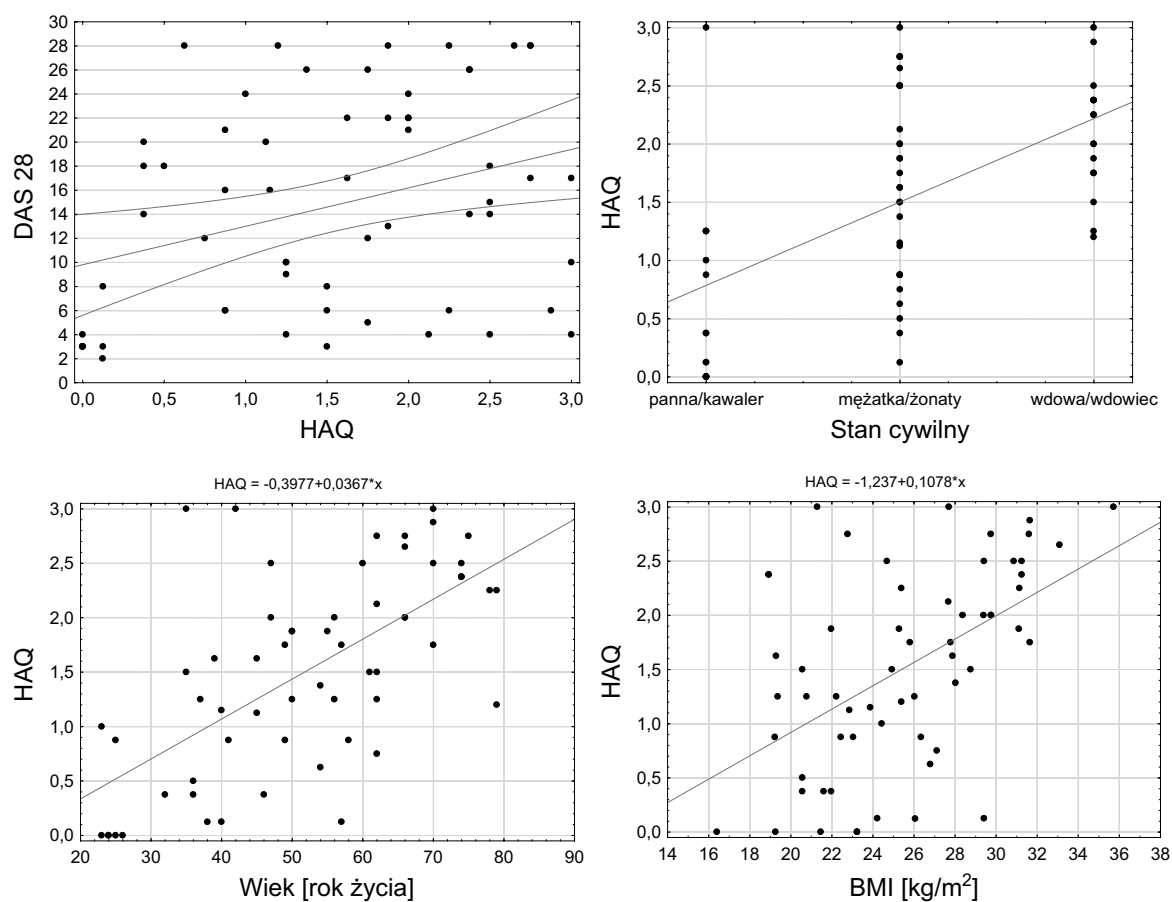 30
28
26
24
22
20
18
16
14
12
10
8
6
4
2
0
DAS 28
0,0 0,5 1,0 1,5 2,0 2,5 3,0
HAQ
3,0
2,5
2,0
1,5
1,0
0,5
0,0
HAQ
panna/kawaler mężatka/żonaty wdowa/wdowiec
Stan cywilny
HAQ = -0,3977+0,0367*x
3,0
2,5
2,0
1,5
1,0
0,5
0,0
HAQ
20 30 40 50 60 70 80 90
Wiek [rok życia]
HAQ = -1,237+0,1078*x
3,0
2,5
2,0
1,5
1,0
0,5
0,0
HAQ
14 16 18 20 22 24 26 28 30 32 34 36 38
BMI [kg/m²]